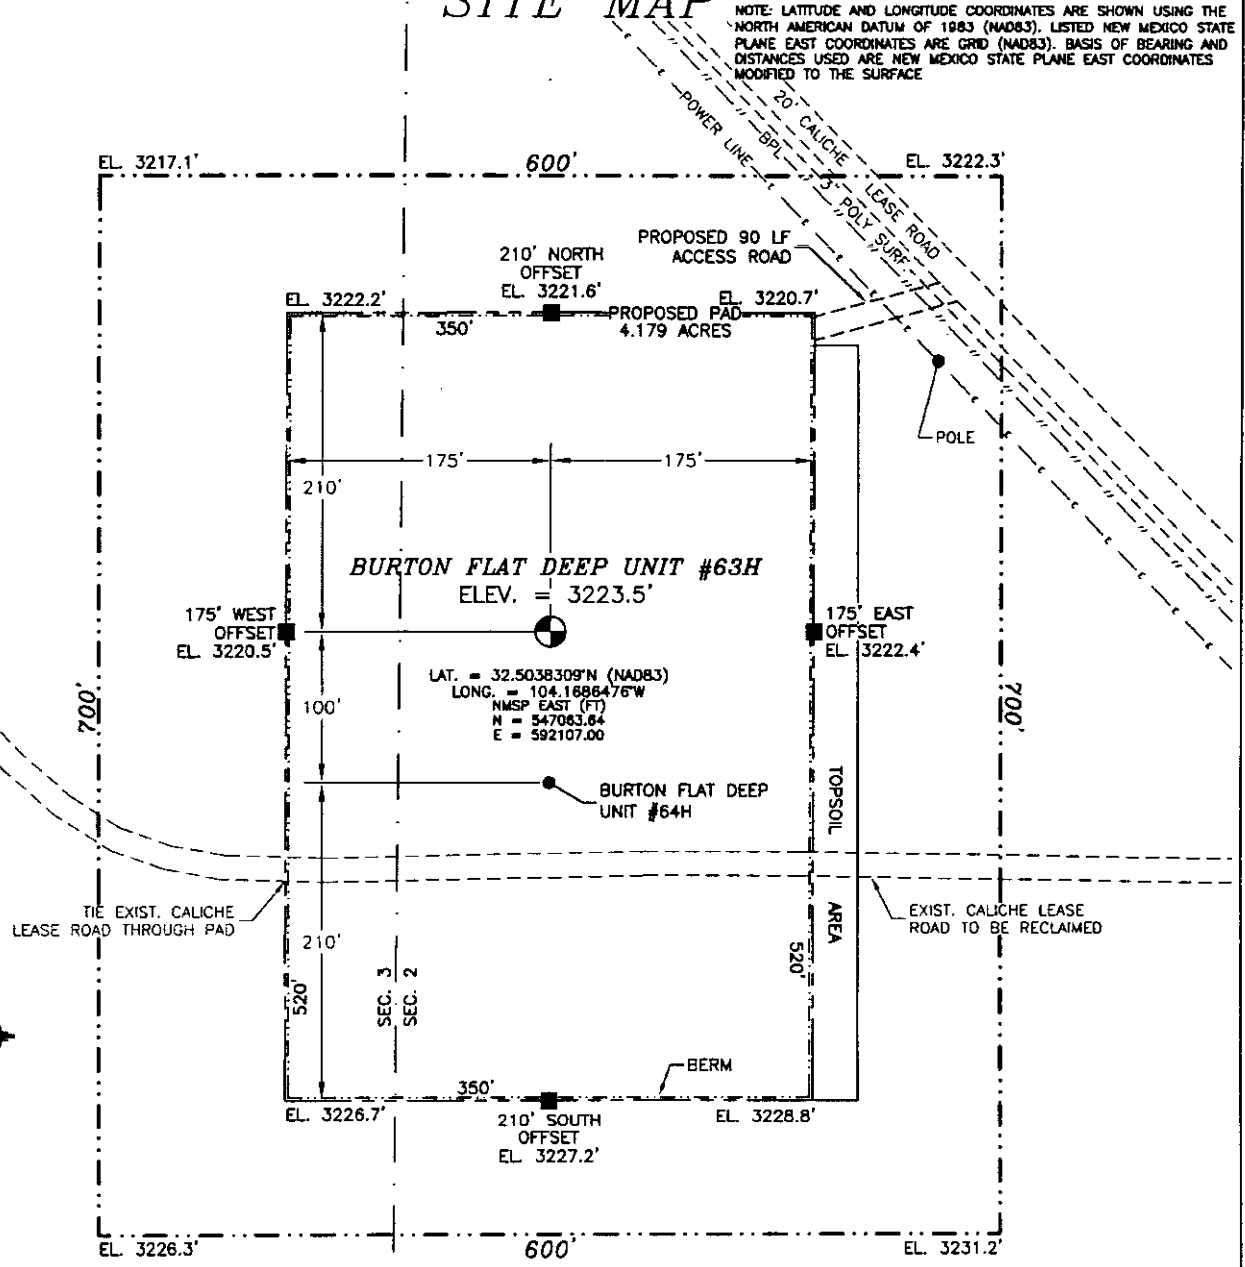 SITE MAP
NOTE: LATITUDE AND LONGITUDE COORDINATES ARE SHOWN USING THE
NORTH AMERICAN DATUM OF 1983 (NAD83). LISTED NEW MEXICO STATE
PLANE EAST COORDINATES ARE GRID (NAD83). BASIS OF BEARING AND
DISTANCES USED ARE NEW MEXICO STATE PLANE EAST COORDINATES
MODIFIED TO THE SURFACE
20' CALICHE LEASE ROAD
POWER LINE
BPL
3" POLY SURF.
EL. 3217.1'
600'
EL. 3222.3'
PROPOSED 90 LF
ACCESS ROAD
210' NORTH
OFFSET
EL. 3221.6'
EL. 3222.2'
EL. 3220.7'
350'
PROPOSED PAD
4.179 ACRES
POLE
175'
175'
210'
BURTON FLAT DEEP UNIT #63H
ELEV. = 3223.5'
175' WEST
OFFSET
EL. 3220.5'
175' EAST
OFFSET
EL. 3222.4'
LAT. = 32.5038309°N (NAD83)
LONG. = 104.1686476°W
NMSP EAST (FT)
N = 547063.64
E = 592107.00
700'
100'
700'
BURTON FLAT DEEP
UNIT #64H
TOPSOIL AREA
TIE EXIST. CALICHE
LEASE ROAD THROUGH PAD
EXIST. CALICHE LEASE
ROAD TO BE RECLAIMED
210'
520'
SEC. 3
SEC. 2
520'
350'
BERM
EL. 3226.7'
EL. 3228.8'
210' SOUTH
OFFSET
EL. 3227.2'
EL. 3226.3'
600'
EL. 3231.2'